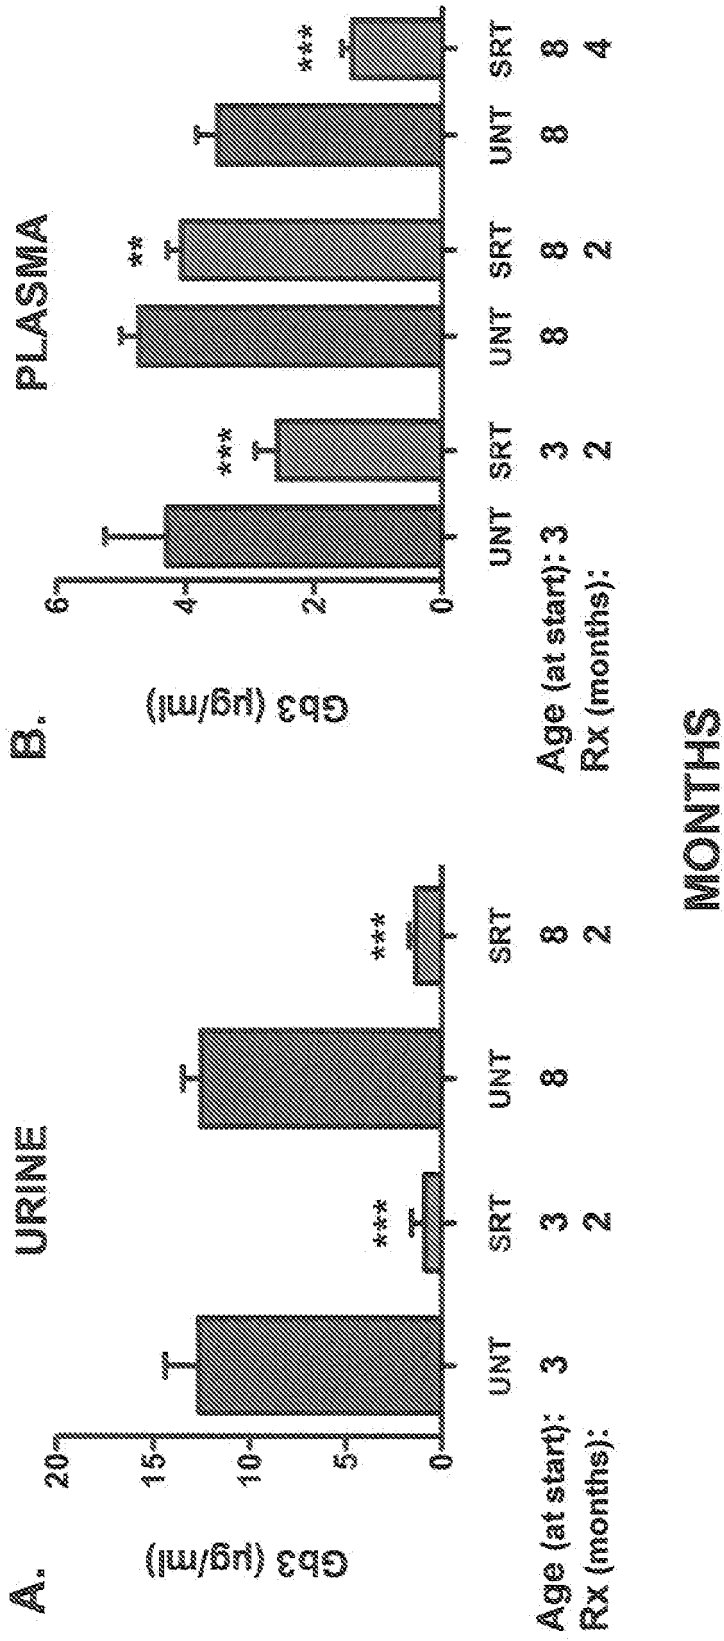 A.
URINE
Gb3 (µg/ml)
20
15
10
5
0
***
***
UNT SRT UNT SRT
Age (at start): 3 3 8 8
Rx (months): 2 2
B.
PLASMA
Gb3 (µg/ml)
6
4
2
0
***
**
***
UNT SRT UNT SRT UNT SRT
Age (at start): 3 3 8 8 8 8
Rx (months): 2 2 4
MONTHS